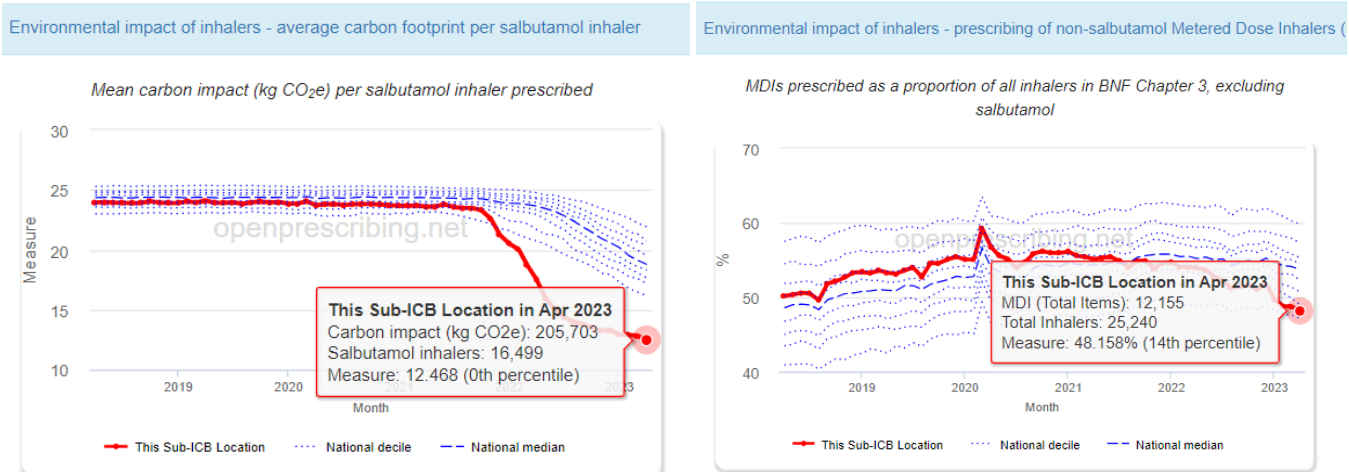 Environmental impact of inhalers - average carbon footprint per salbutamol inhaler
Mean carbon impact (kg CO₂e) per salbutamol inhaler prescribed
30
25
20
15
10
Measure
openprescribing.net
This Sub-ICB Location in Apr 2023
Carbon impact (kg CO2e): 205,703
Salbutamol inhalers: 16,499
Measure: 12.468 (0th percentile)
2019
2020
2021
2022
2023
Month
This Sub-ICB Location
National decile
National median
Environmental impact of inhalers - prescribing of non-salbutamol Metered Dose Inhalers (
MDIs prescribed as a proportion of all inhalers in BNF Chapter 3, excluding
salbutamol
70
60
50
40
%
openprescribing.net
This Sub-ICB Location in Apr 2023
MDI (Total Items): 12,155
Total Inhalers: 25,240
Measure: 48.158% (14th percentile)
2019
2020
2021
2022
2023
Month
This Sub-ICB Location
National decile
National median